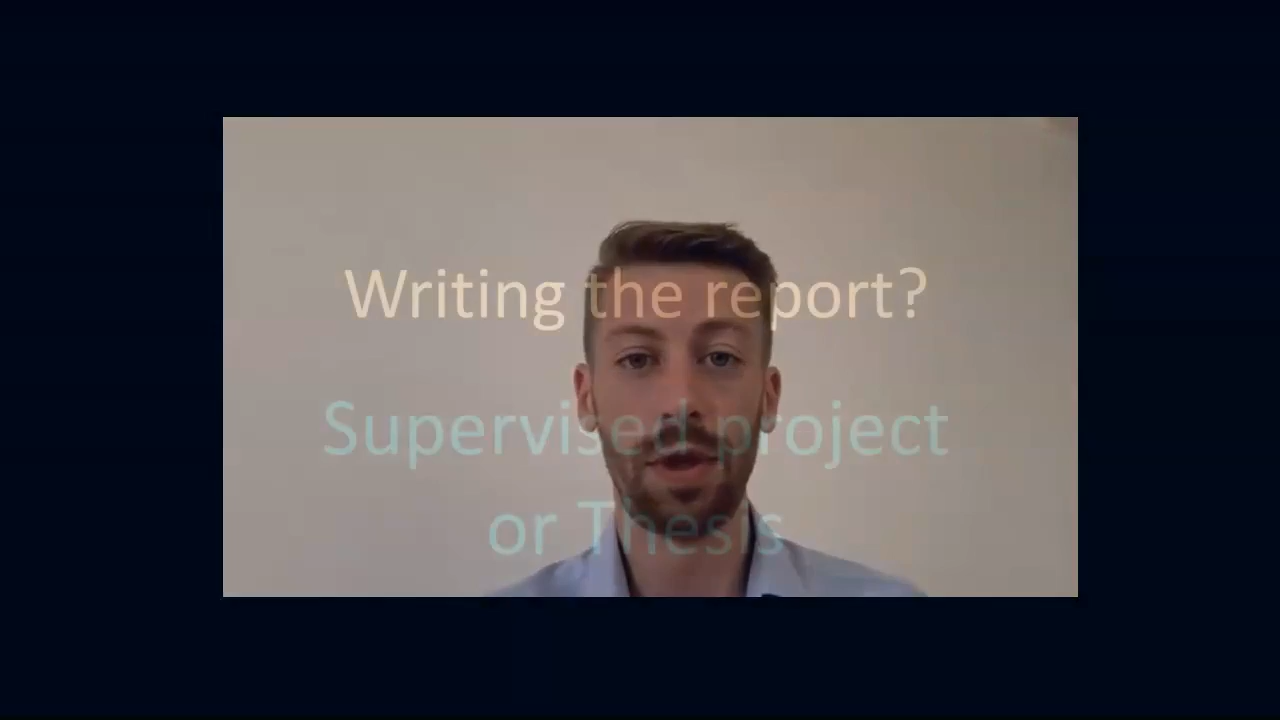 Writing the report?
Supervised project
or Thesis